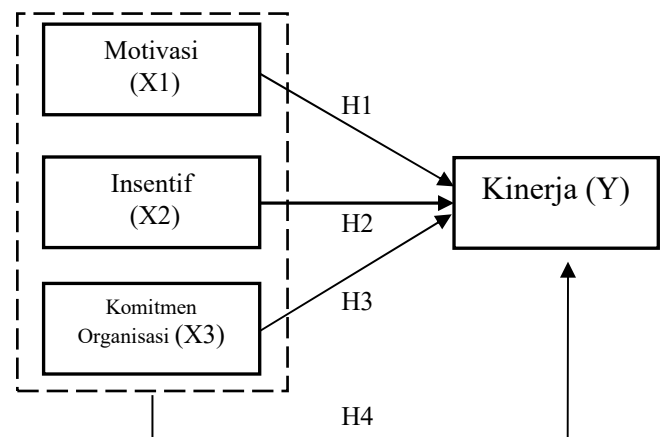 Motivasi
(X1)
H1
Insentif
(X2)
Kinerja (Y)
H2
Komitmen
Organisasi (X3)
H3
H4